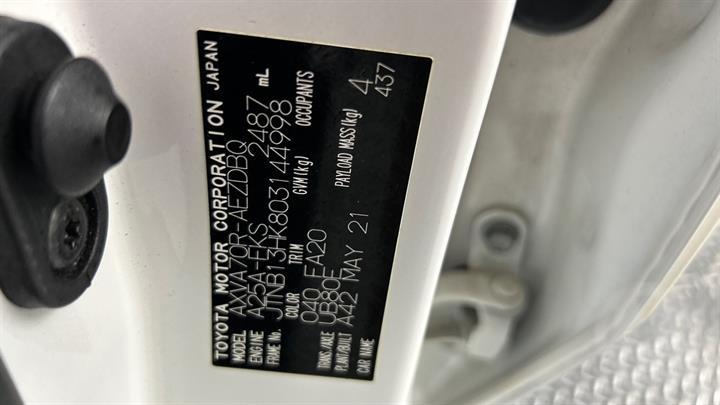 TOYOTA MOTOR CORPORATION JAPAN
MODEL AXVA70R-AEZDBQ
ENGINE A25A-FKS 2487 mL
FRAME No. JTNB13HK803144998
COLOR TRIM GVM(kg) OCCUPANTS
040 EA20 4
TRANS./AXLE UB80E PAYLOAD MASS(kg) 437
PLANT/BUILT A42 MAY 21
CAR NAME